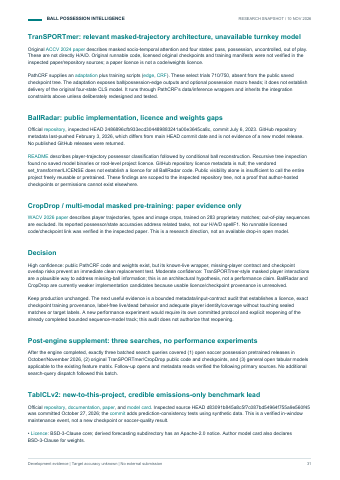 BALL POSSESSION INTELLIGENCE
RESEARCH SNAPSHOT / 10 NOV 2026
TranSPORTmer: relevant masked-trajectory architecture, unavailable turnkey model
Original ACCV 2024 paper describes masked socio-temporal attention and four states: pass, possession, uncontrolled, out of play.
These are not directly H/A/D. Original runnable code, licensed original checkpoints and training manifests were not verified in the
inspected paper/repository sources; a paper licence is not a code/weights licence.
PathCRF supplies an adaptation plus training scripts (edge, CRF). These select trials 710/750, absent from the public saved
checkpoint tree. The adaptation exposes ball/possession-edge outputs and optional possession macro heads; it does not establish
delivery of the original four-state CLS model. It runs through PathCRF's data/inference wrappers and inherits the integration
constraints above unless deliberately redesigned and tested.
BallRadar: public implementation, licence and weights gaps
Official repository, inspected HEAD
, commit July 6, 2023. GitHub repository
metadata last-pushed February 3, 2026, which differs from main HEAD commit date and is not evidence of a new model release.
No published GitHub releases were returned.
README describes player-trajectory possessor classification followed by conditional ball reconstruction. Recursive tree inspection
found no saved model binaries or root-level project licence. GitHub repository licence metadata is null; the vendored
set_transformer/LICENSE does not establish a licence for all BallRadar code. Public visibility alone is insufficient to call the entire
project freely reusable or pretrained. These findings are scoped to the inspected repository tree, not a proof that author-hosted
checkpoints or permissions cannot exist elsewhere.
CropDrop / multi-modal masked pre-training: paper evidence only
WACV 2026 paper describes trajectories, types and image crops, trained on 283 proprietary matches; out-of-play sequences
are excluded. Its reported possession/state accuracies address related tasks, not our H/A/D
. No runnable licensed
code/checkpoint link was verified in the inspected paper. This is a research direction, not an available drop-in open model.
Decision
High confidence: public PathCRF code and weights exist, but its known-live wrapper, missing-player contract and checkpoint
overlap risks prevent an immediate clean replacement test. Moderate confidence: TranSPORTmer-style masked player interactions
are a plausible way to address missing-ball information; this is an architectural hypothesis, not a performance claim. BallRadar and
CropDrop are currently weaker implementation candidates because usable licence/checkpoint provenance is unresolved.
Keep production unchanged. The next useful evidence is a bounded metadata/input-contract audit that establishes a licence, exact
checkpoint training provenance, label-free live/dead behavior and adequate player identity/coverage without touching sealed
matches or target labels. A new performance experiment would require its own committed protocol and explicit reopening of the
already completed bounded sequence-model track; this audit does not authorize that reopening.
Post-engine supplement: three searches, no performance experiments
After the engine completed, exactly three batched search queries covered (1) open soccer possession pretrained releases in
October/November 2026, (2) original TranSPORTmer/CropDrop public code and checkpoints, and (3) general open tabular models
applicable to the existing feature matrix. Follow-up opens and metadata reads verified the following primary sources. No additional
search-query dispatch followed this batch.
TabICLv2: new-to-this-project, credible emissions-only benchmark lead
Official repository, documentation, paper, and model card. Inspected source HEAD
was committed October 27, 2026; the commit adds prediction-consistency tests using synthetic data. This is a verified in-window
maintenance event, not a new checkpoint or soccer-quality result.
• Licence: BSD-3-Clause core; derived forecasting subdirectory has an Apache-2.0 notice. Author model card also declares
BSD-3-Clause for weights.
Development evidence | Target accuracy unknown | No external submission
31